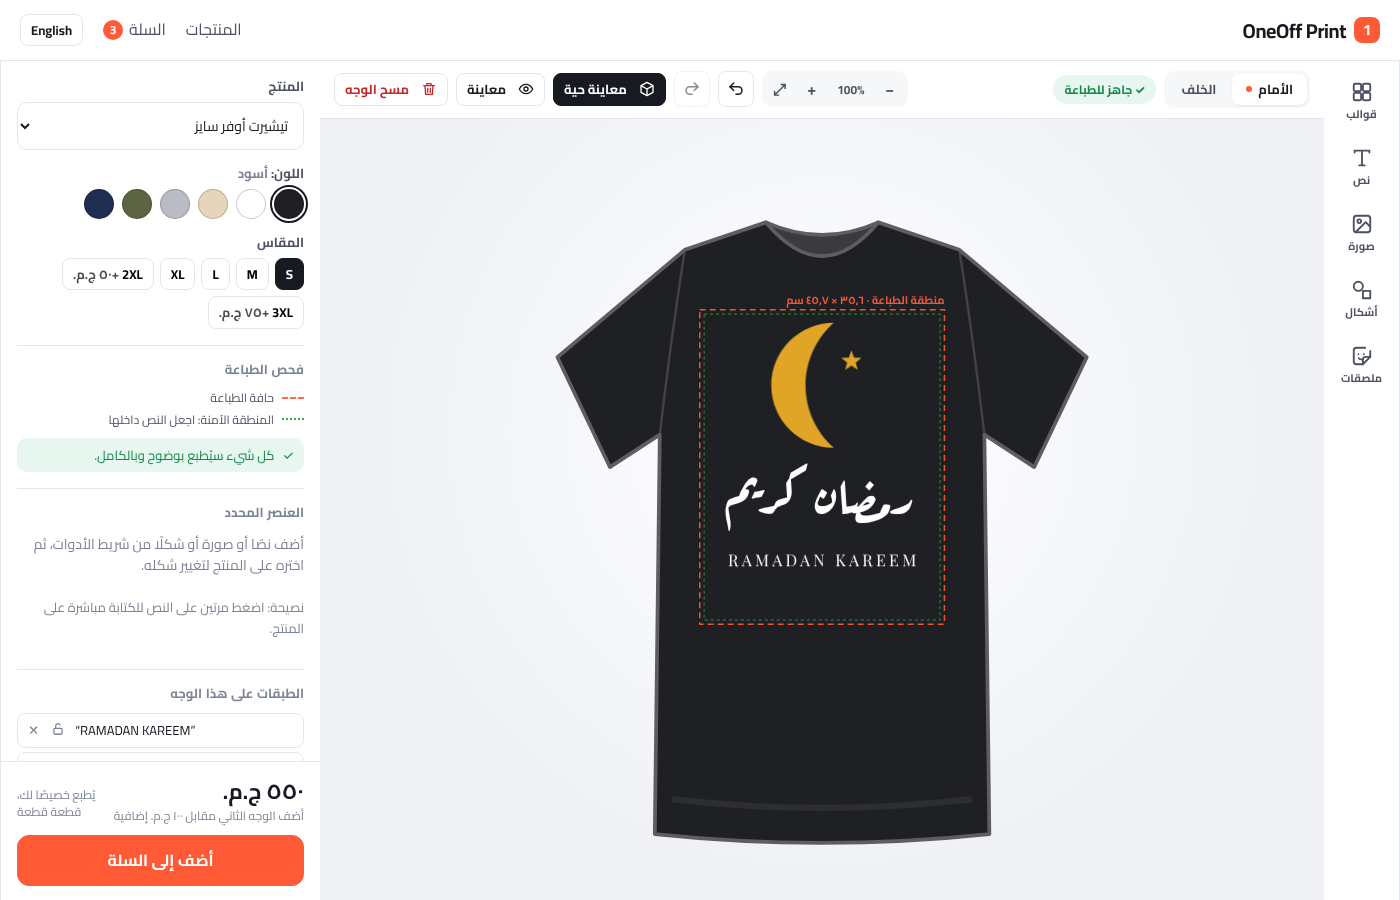 1 OneOff Print
المنتجات
السلة 3
English
قوالب
نص
صورة
أشكال
ملصقات
الأمام
الخلف
✓ جاهز للطباعة
− 100% +
معاينة حية
معاينة
مسح الوجه
منطقة الطباعة · ٣٥٫٦ × ٤٥٫٧ سم
رمضان كريم
RAMADAN KAREEM
المنتج
تيشيرت أوفر سايز
اللون: أسود
المقاس
S
M
L
XL
2XL +٥٠ ج.م.
3XL +٧٥ ج.م.
فحص الطباعة
حافة الطباعة
المنطقة الآمنة: اجعل النص داخلها
✓ كل شيء سيُطبع بوضوح وبالكامل.
العنصر المحدد
أضف نصًا أو صورة أو شكلًا من شريط الأدوات، ثم
اختره على المنتج لتغيير شكله.
نصيحة: اضغط مرتين على النص للكتابة مباشرة على
المنتج.
الطبقات على هذا الوجه
“RAMADAN KAREEM”
٥٥٠ ج.م.
أضف الوجه الثاني مقابل ١٠٠ ج.م. إضافية
يُطبع خصيصًا لك،
قطعة قطعة
أضف إلى السلة